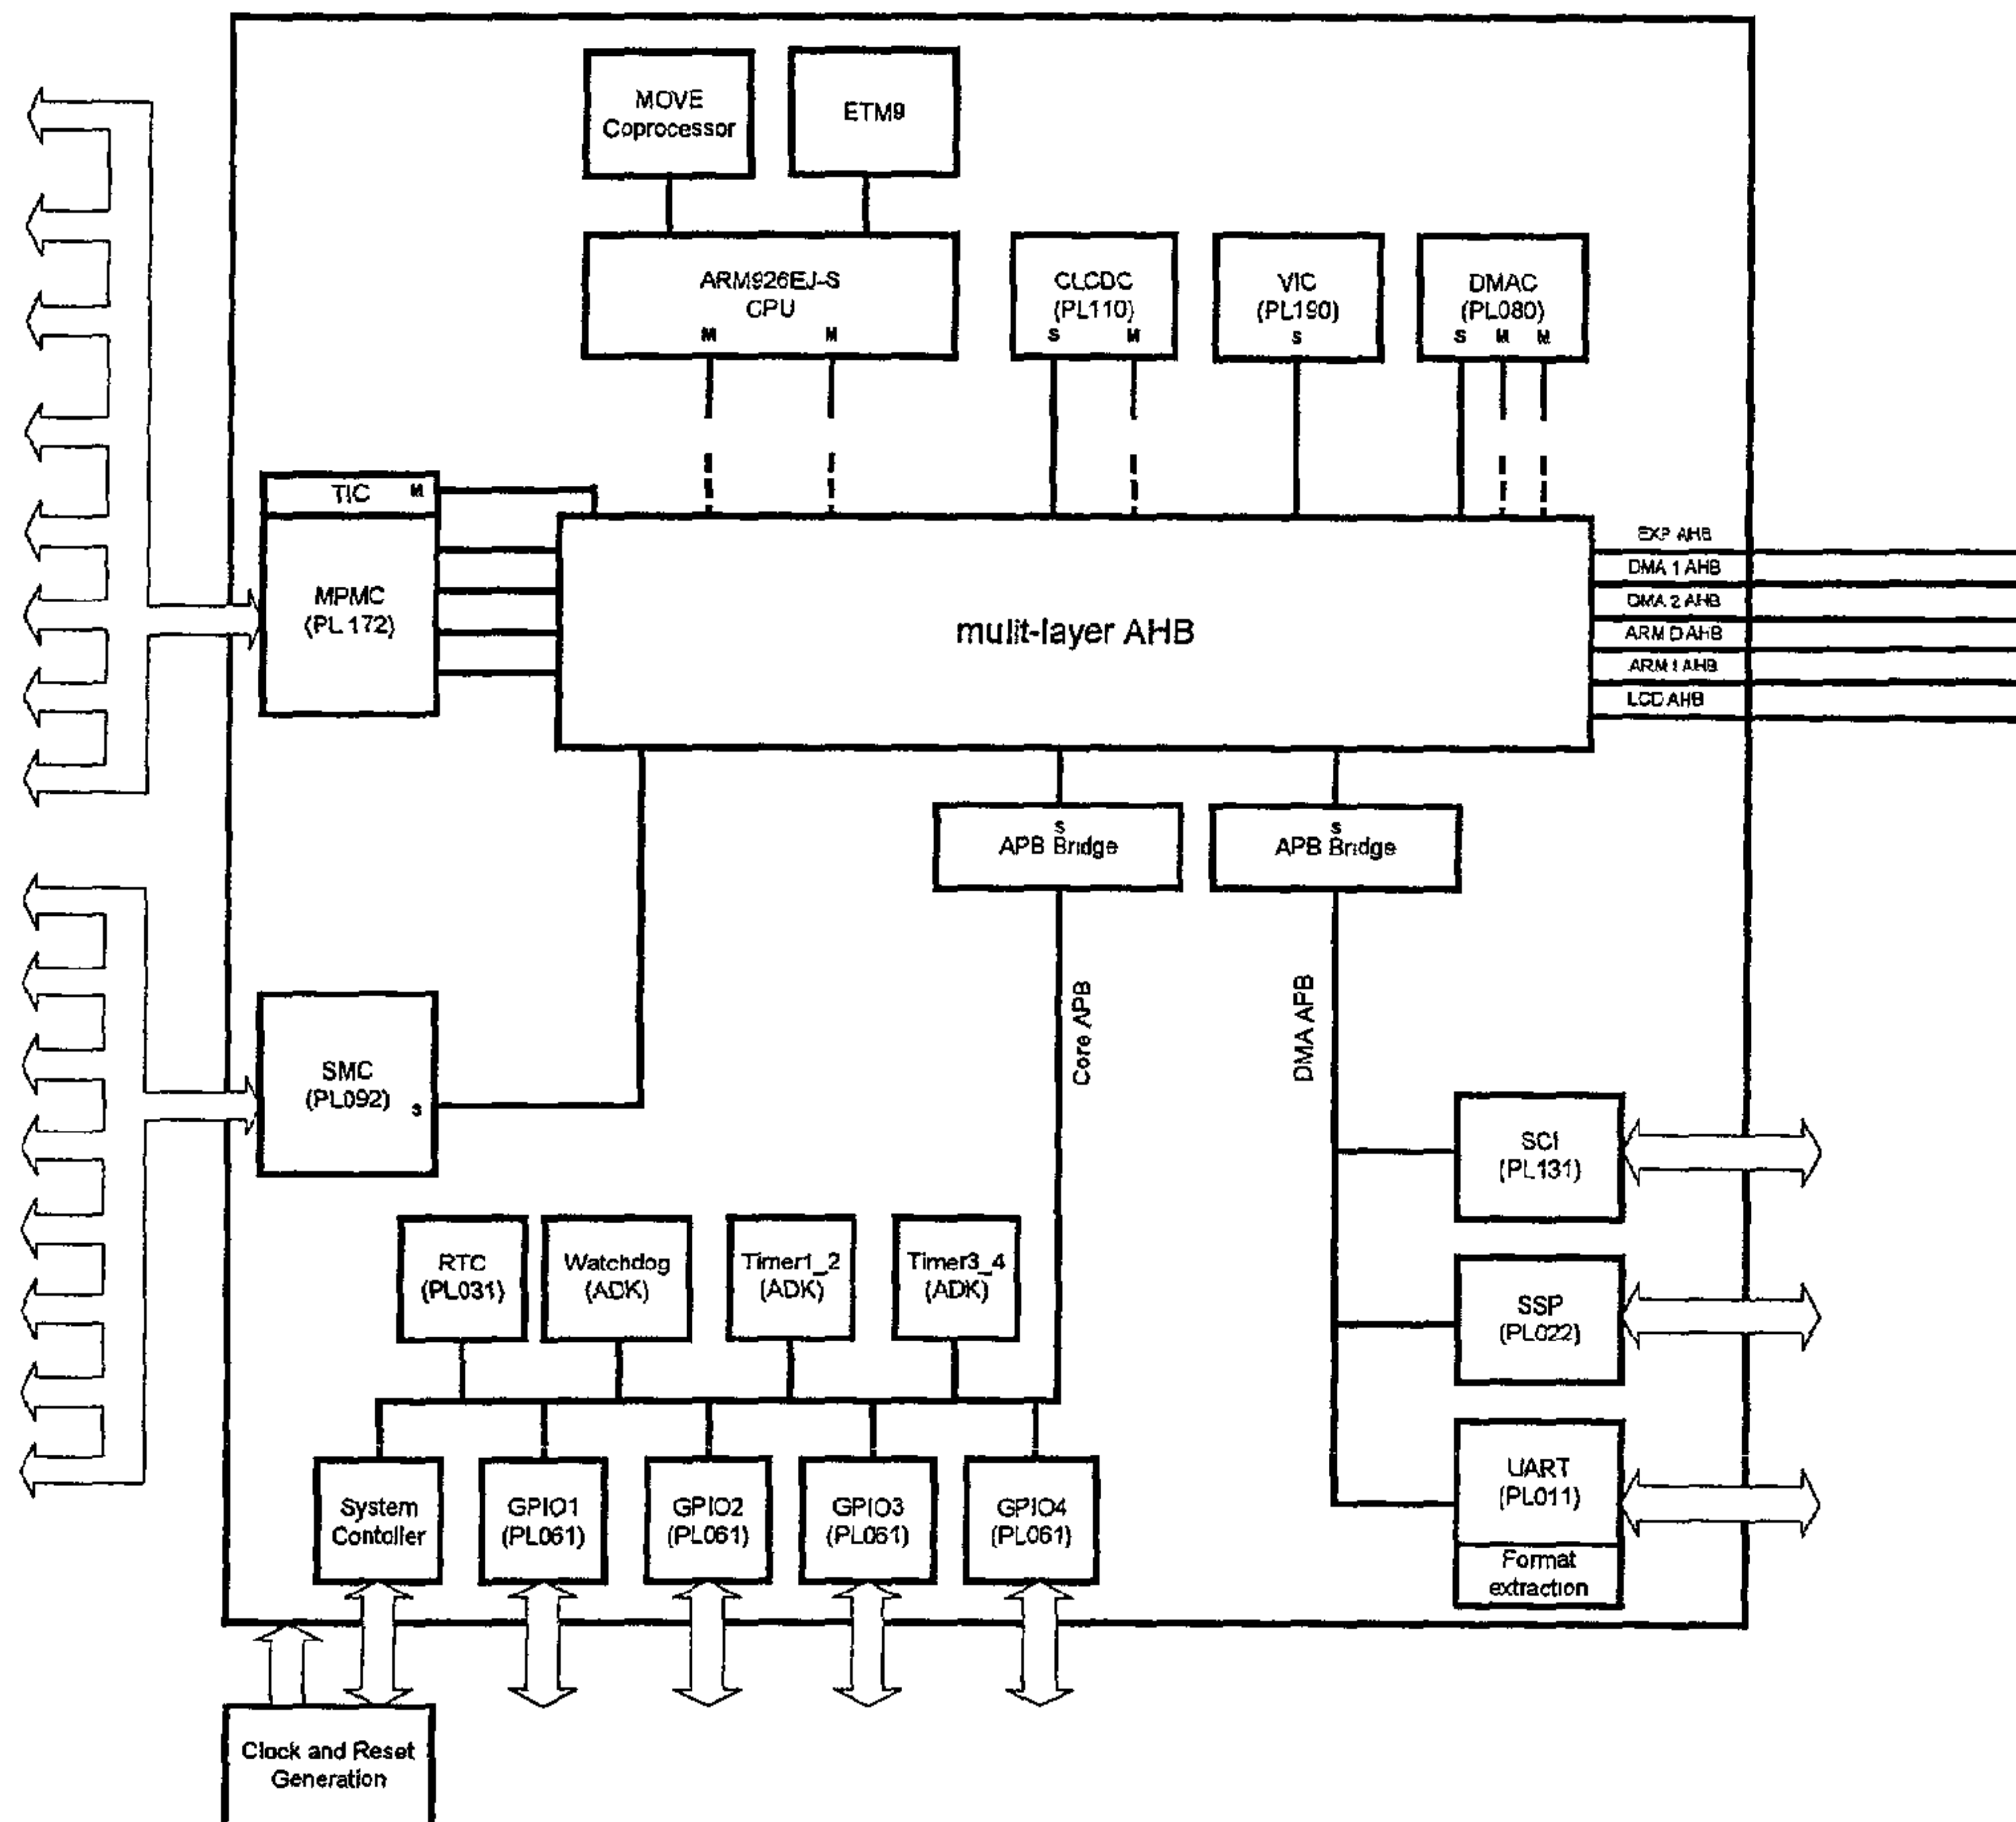 MOVE
Coprocessor
ETM9
ARM926EJ-S
CPU
M M
CLCDC
(PL110)
S M
VIC
(PL190)
S
DMAC
(PL080)
S M M
TIC M
MPMC
(PL172)
mulit-layer AHB
EXP AHB
DMA 1 AHB
DMA 2 AHB
ARM D AHB
ARM I AHB
LCD AHB
S
APB Bridge
S
APB Bridge
Core APB
DMA APB
SMC
(PL092)
S
SCI
(PL131)
SSP
(PL022)
UART
(PL011)
Format
extraction
RTC
(PL031)
Watchdog
(ADK)
Timer1_2
(ADK)
Timer3_4
(ADK)
System
Contoller
GPIO1
(PL061)
GPIO2
(PL061)
GPIO3
(PL061)
GPIO4
(PL061)
Clock and Reset
Generation